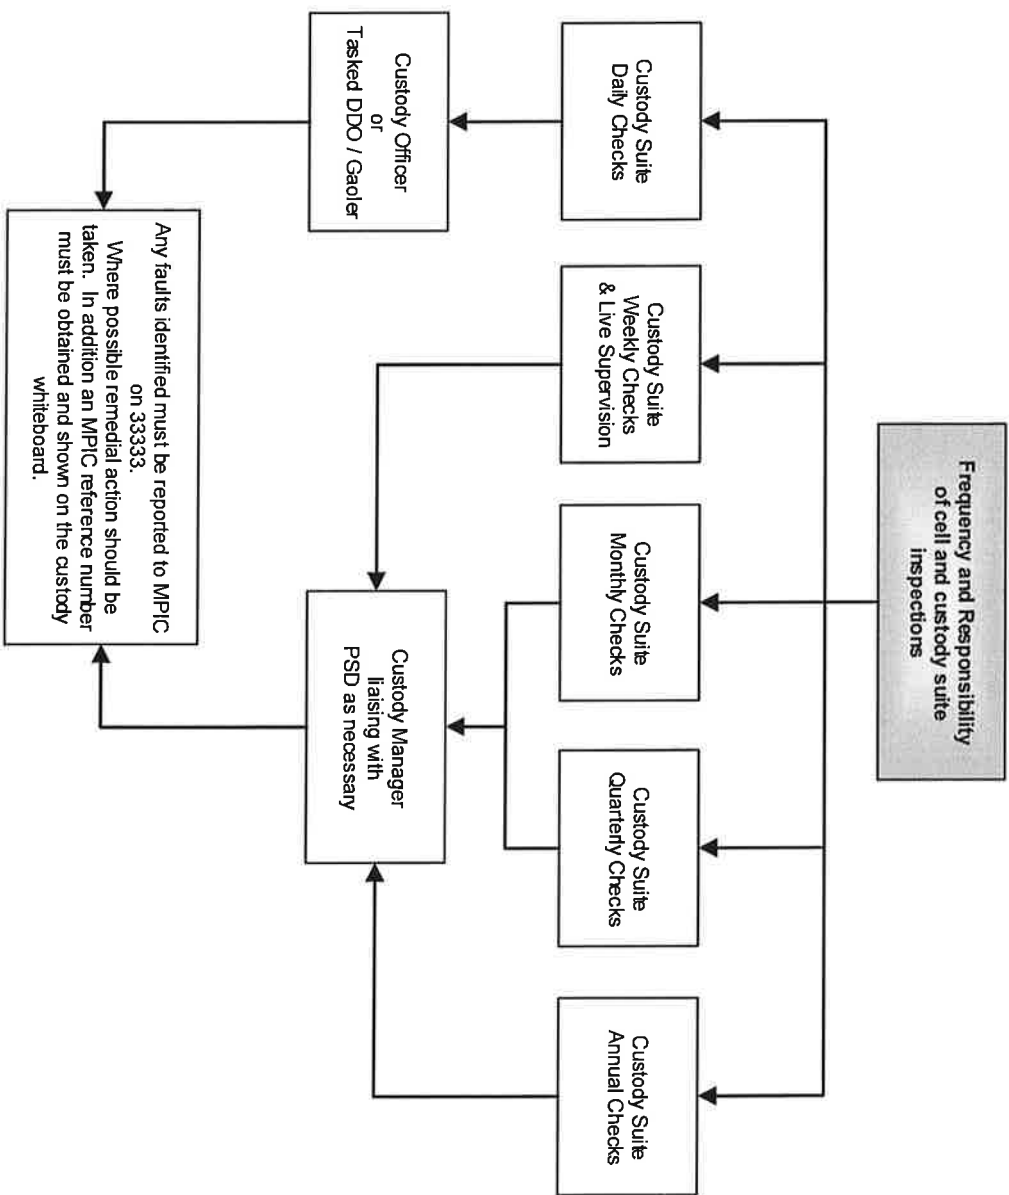 Frequency and Responsibility
of cell and custody suite
inspections
Custody Suite
Daily Checks
Custody Suite
Weekly Checks
& Live Supervision
Custody Suite
Monthly Checks
Custody Suite
Quarterly Checks
Custody Suite
Annual Checks
Custody Officer
or
Tasked DDO / Gaoler
Custody Manager
liaising with
PSD as necessary
Any faults identified must be reported to MPIC
on 33333.
Where possible remedial action should be
taken. In addition an MPIC reference number
must be obtained and shown on the custody
whiteboard.